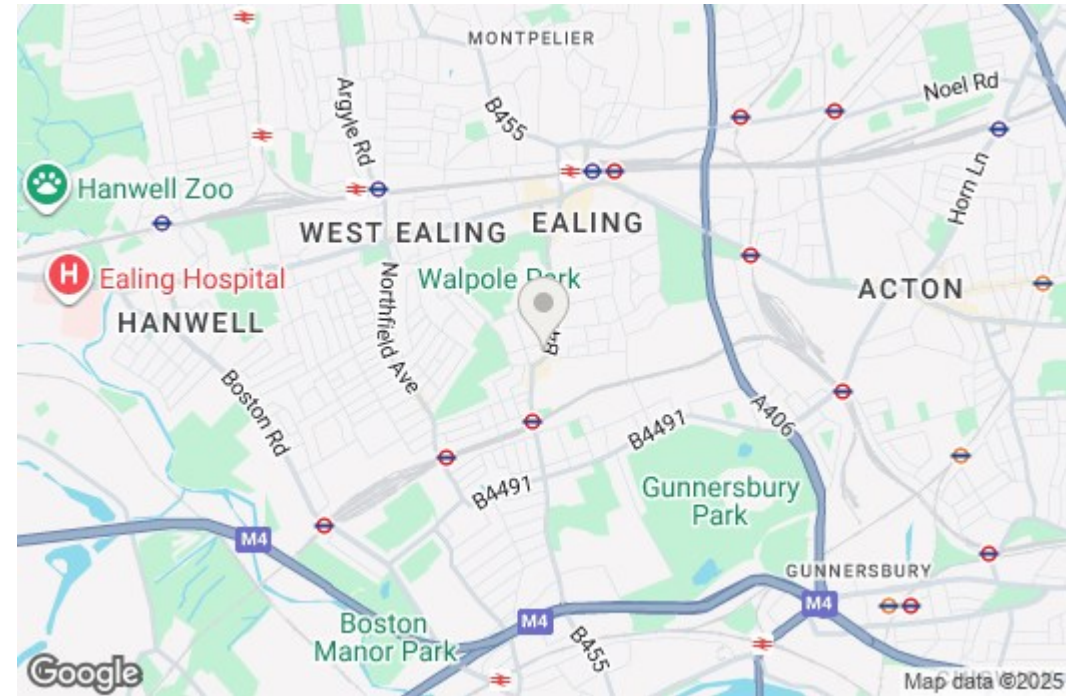 MONTPELIER
Argyle Rd
B455
Noel Rd
Hanwell Zoo
Horn Ln
WEST EALING
EALING
Walpole Park
H
Ealing Hospital
ACTON
HANWELL
Northfield Ave
B4
Boston Rd
A406
B4491
B4491
Gunnersbury
Park
M4
GUNNERSBURY
M4
M4
Boston
Manor Park
B455
Google
Map data ©2025